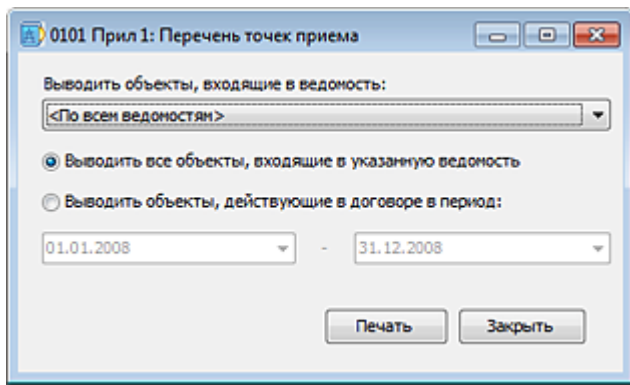 0101 Прил 1: Перечень точек приема
Выводить объекты, входящие в ведомость:
<По всем ведомостям>
Выводить все объекты, входящие в указанную ведомость
Выводить объекты, действующие в договоре в период:
01.01.2008 - 31.12.2008
Печать Закрыть